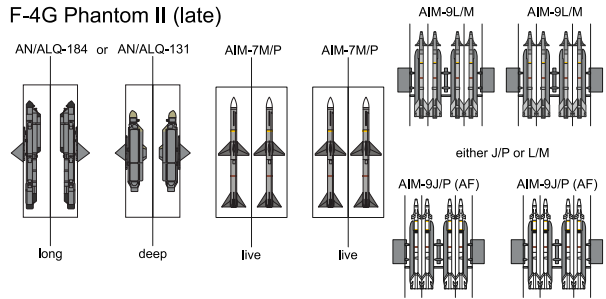 F-4G Phantom II (late)
AN/ALQ-184 or AN/ALQ-131
AIM-7M/P
AIM-7M/P
AIM-9L/M
AIM-9L/M
either J/P or L/M
AIM-9J/P (AF)
AIM-9J/P (AF)
long
deep
live
live